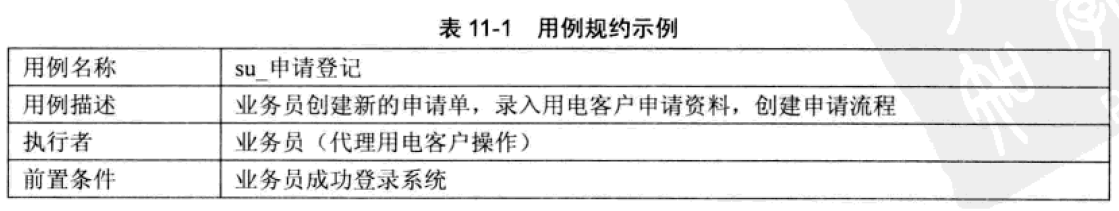 表 11-1 用例规约示例
用例名称 su_申请登记
用例描述 业务员创建新的申请单，录入用电客户申请资料，创建申请流程
执行者 业务员（代理用电客户操作）
前置条件 业务员成功登录系统